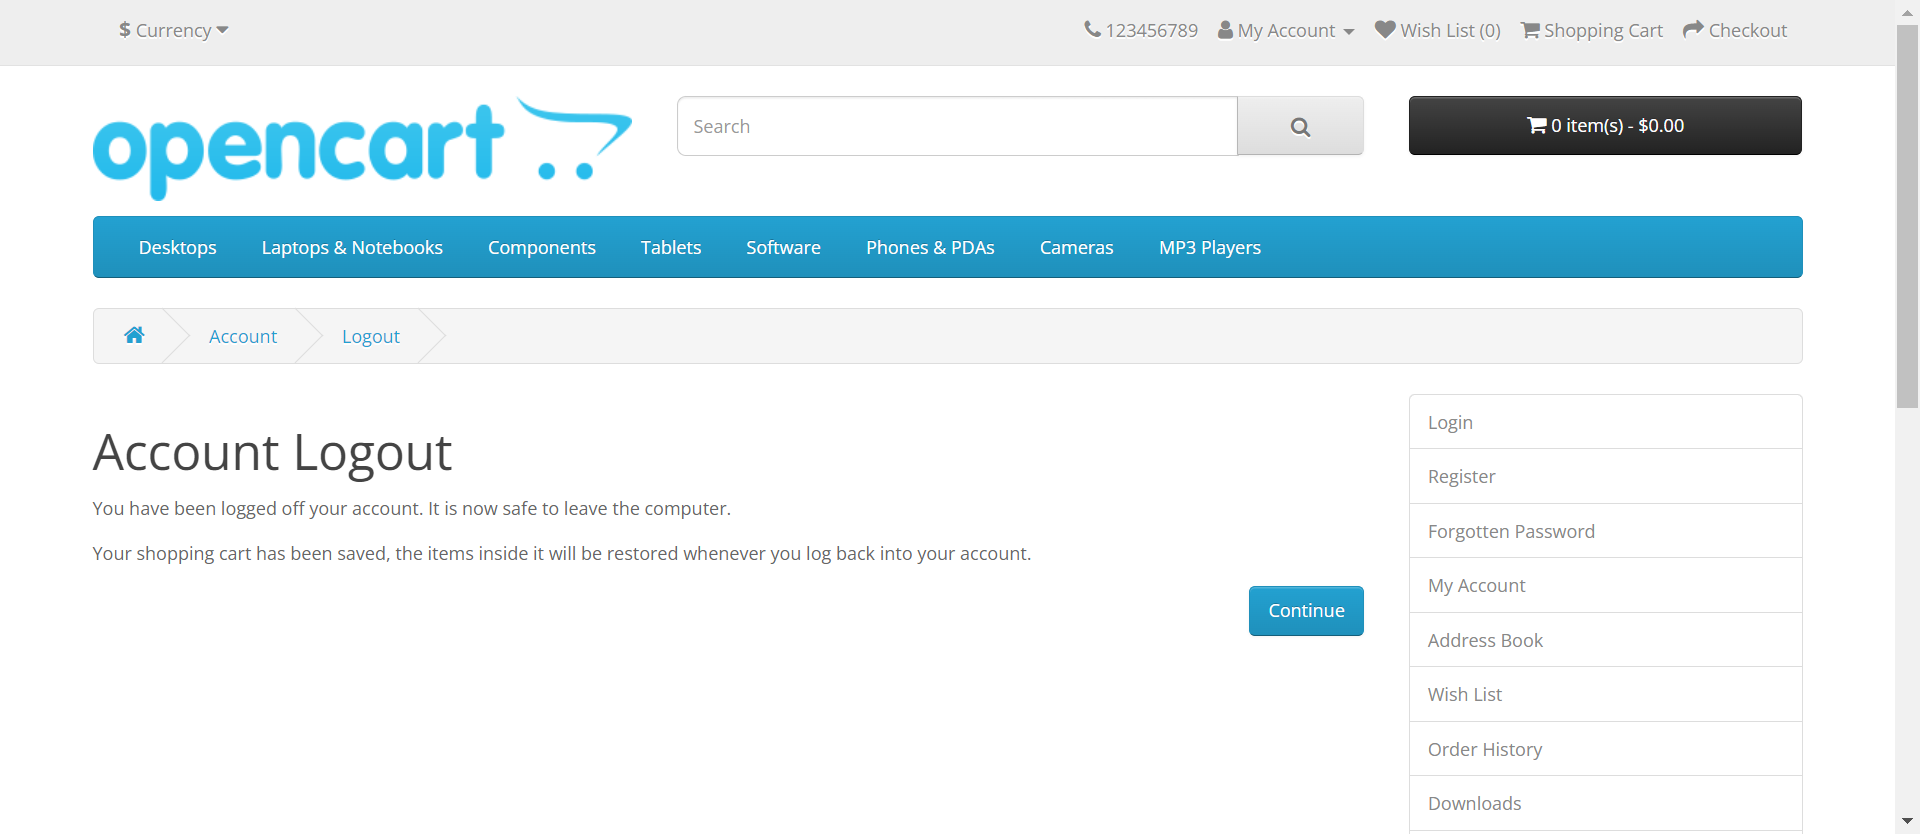 $ Currency
123456789 My Account Wish List (0) Shopping Cart Checkout
opencart
Search
0 item(s) - $0.00
Desktops Laptops & Notebooks Components Tablets Software Phones & PDAs Cameras MP3 Players
Account Logout
Account Logout
You have been logged off your account. It is now safe to leave the computer.
Your shopping cart has been saved, the items inside it will be restored whenever you log back into your account.
Continue
Login
Register
Forgotten Password
My Account
Address Book
Wish List
Order History
Downloads